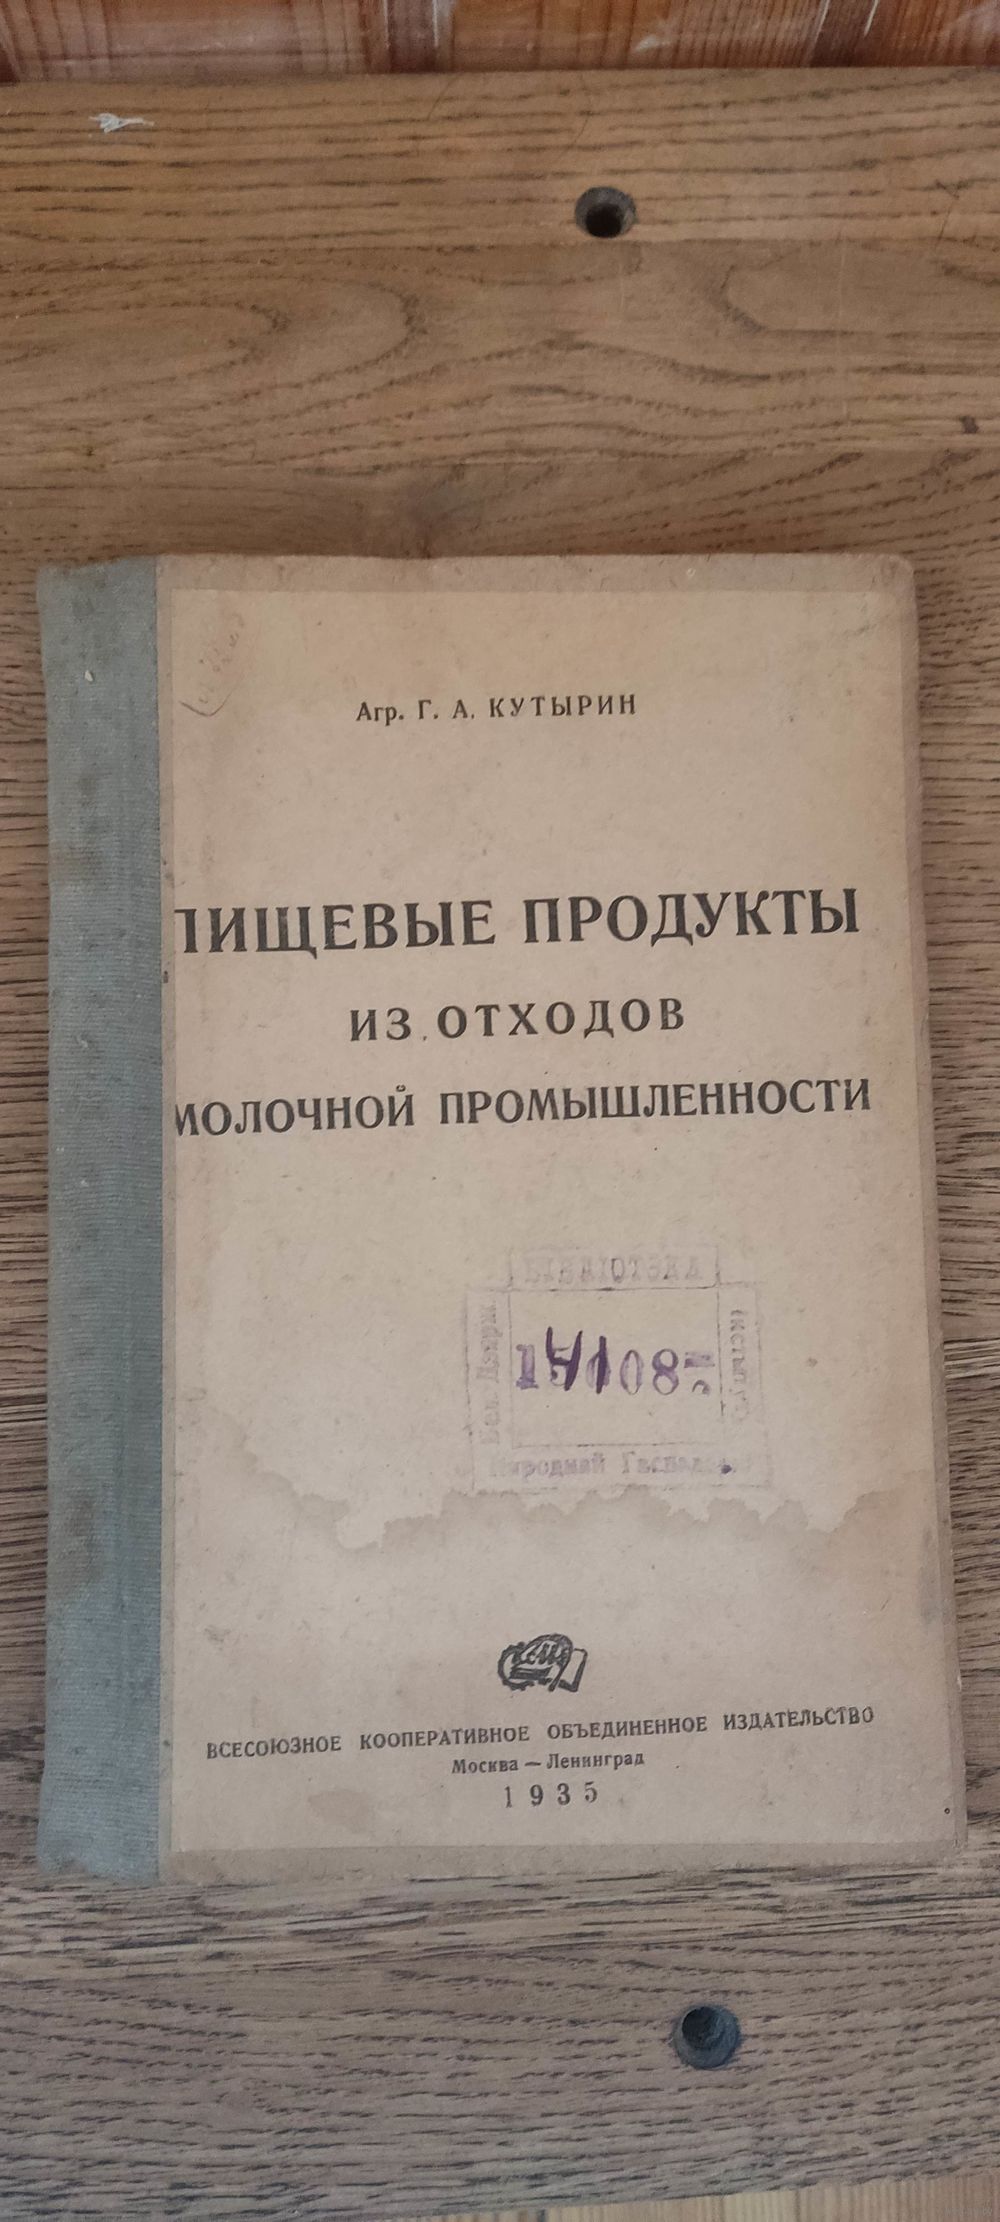 Агр. Г. А. КУТЫРИН
ПИЩЕВЫЕ ПРОДУКТЫ
ИЗ ОТХОДОВ
МОЛОЧНОЙ ПРОМЫШЛЕННОСТИ
ВСЕСОЮЗНОЕ КООПЕРАТИВНОЕ ОБЪЕДИНЕННОЕ ИЗДАТЕЛЬСТВО
Москва — Ленинград
1935